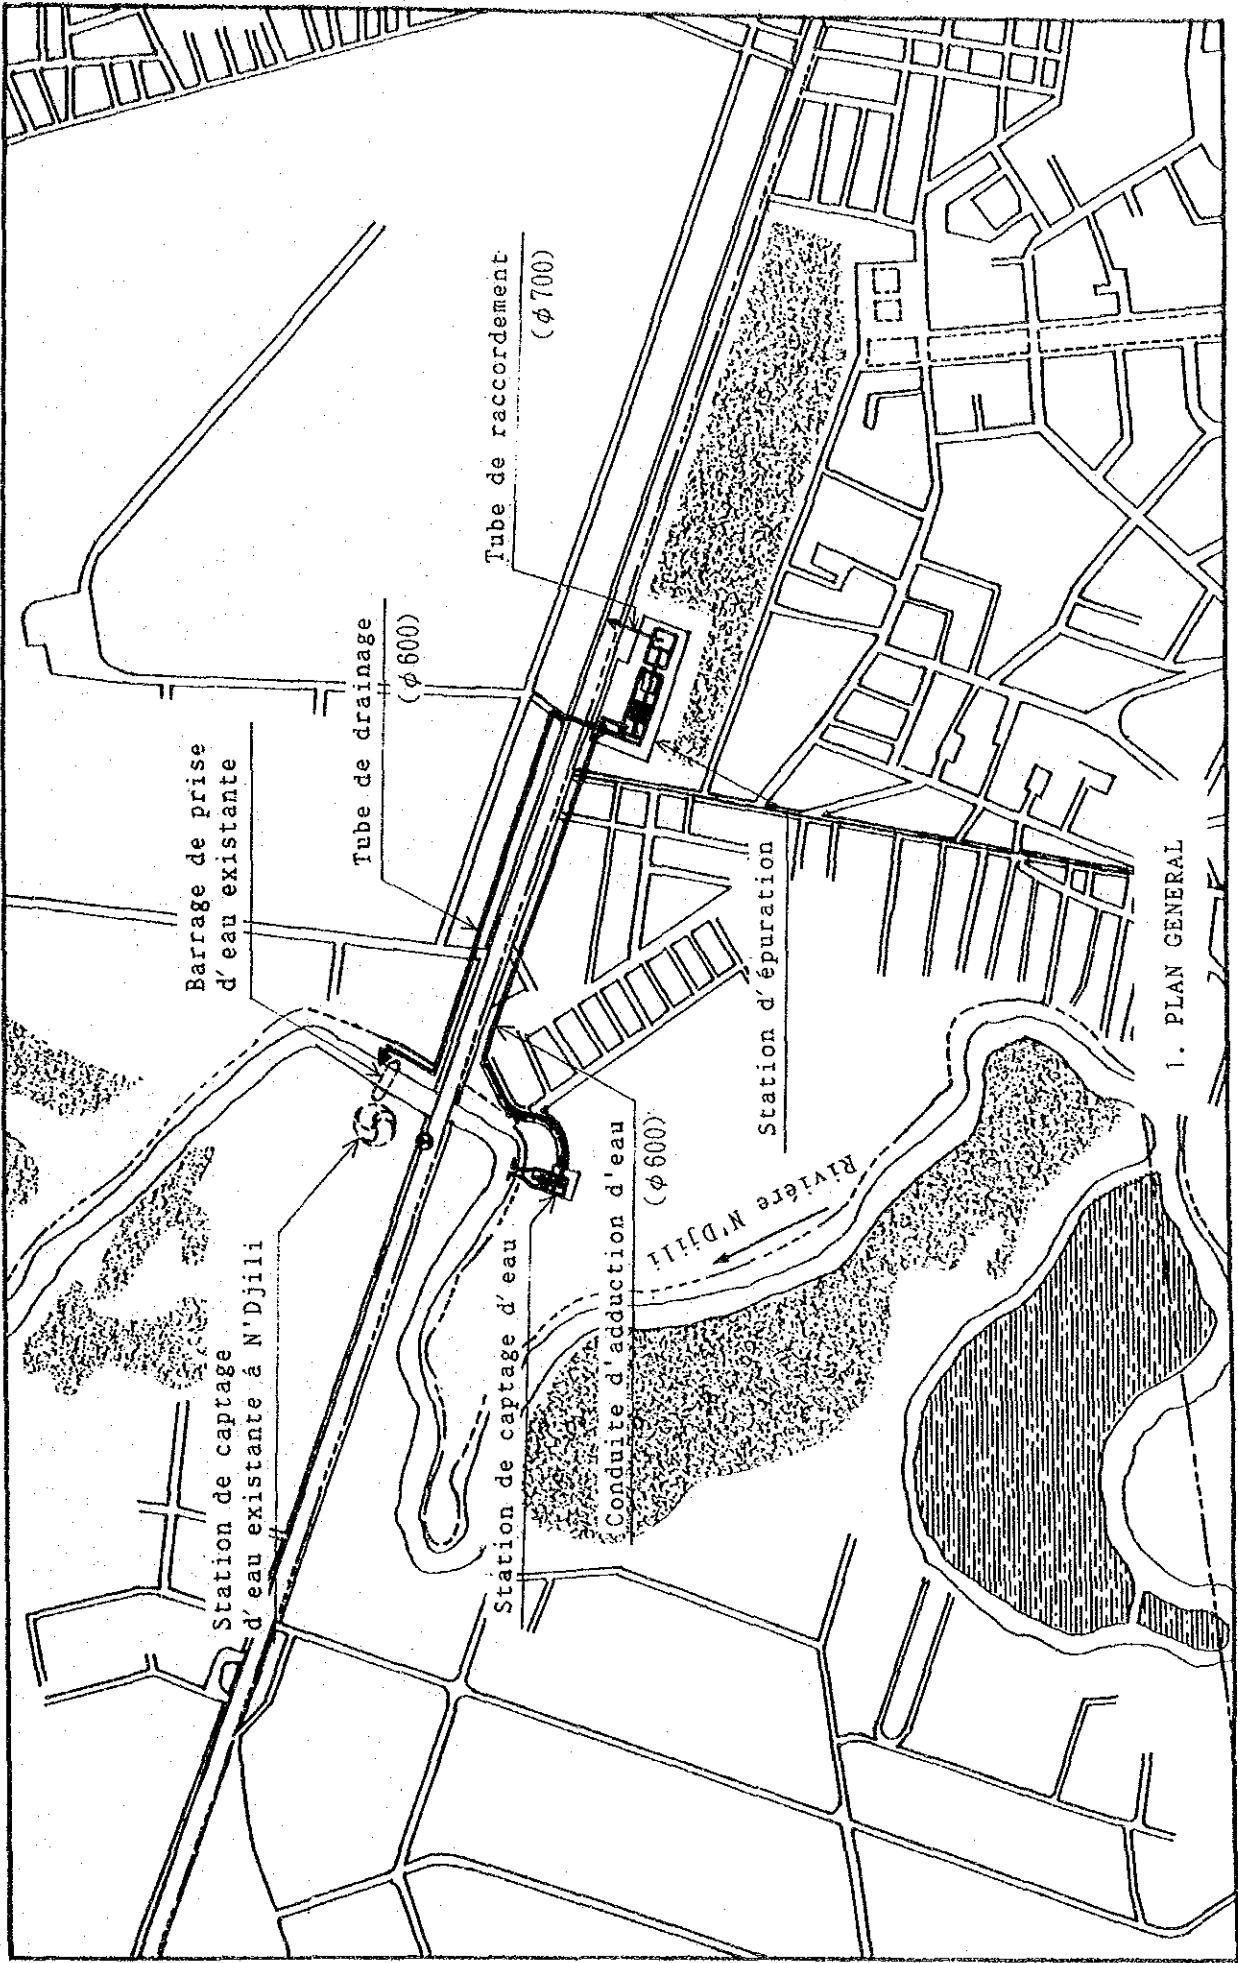 Station de captage
d'eau existante à N'Djili
Barrage de prise
d'eau existante
Tube de drainage
(φ600)
Tube de raccordement
(φ700)
Station de captage d'eau
Conduite d'adduction d'eau
(φ600)
Station d'épuration
Rivière N'Djili
1. PLAN GENERAL